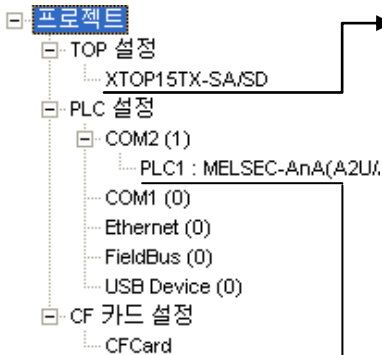 프로젝트
TOP 설정
XTOP15TX-SA/SD
PLC 설정
COM2 (1)
PLC1 : MELSEC-AnA(A2U/
COM1 (0)
Ethernet (0)
FieldBus (0)
USB Device (0)
CF 카드 설정
CFCard